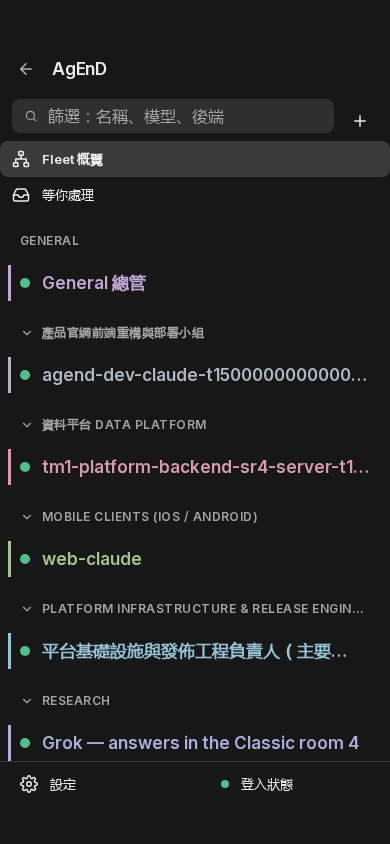 AgEnD
篩選：名稱、模型、後端
Fleet 概覽
等你處理
GENERAL
General 總管
產品官網前端重構與部署小組
agend-dev-claude-t1500000000000…
資料平台 DATA PLATFORM
tm1-platform-backend-sr4-server-t1…
MOBILE CLIENTS (IOS / ANDROID)
web-claude
PLATFORM INFRASTRUCTURE & RELEASE ENGIN…
平台基礎設施與發佈工程負責人（主要…
RESEARCH
Grok — answers in the Classic room 4
設定
登入狀態